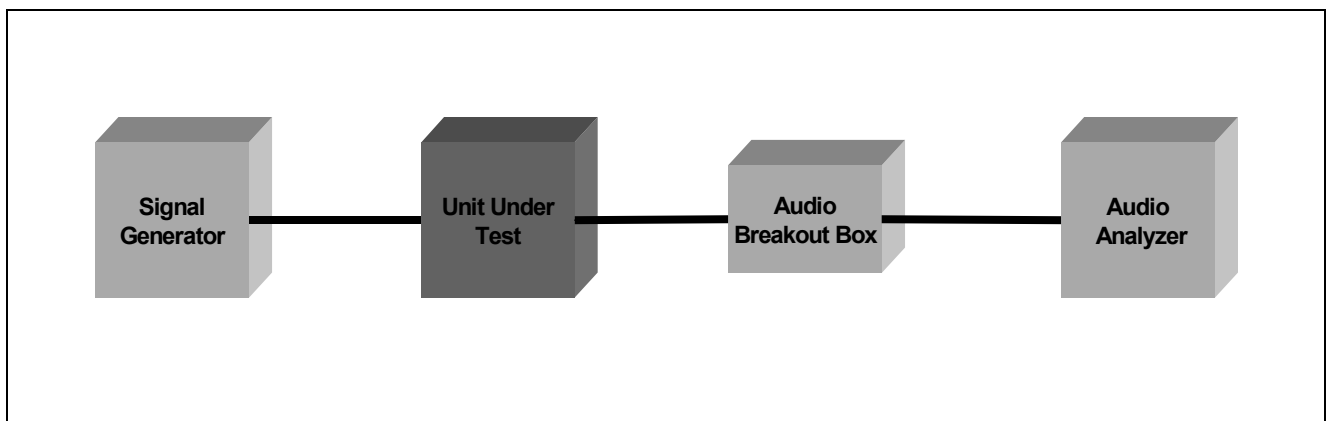 Signal
Generator
Unit Under
Test
Audio
Breakout Box
Audio
Analyzer